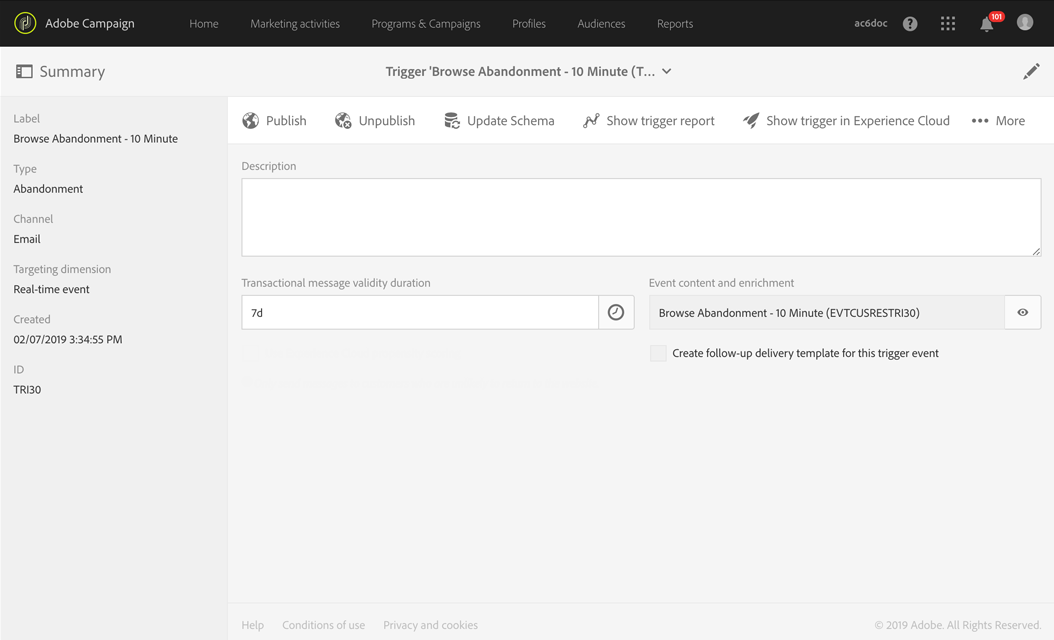 Adobe Campaign Home Marketing activities Programs & Campaigns Profiles Audiences Reports ac6doc ? 101
Summary Trigger 'Browse Abandonment - 10 Minute (T...
Label
Browse Abandonment - 10 Minute
Type
Abandonment
Channel
Email
Targeting dimension
Real-time event
Created
02/07/2019 3:34:55 PM
ID
TRI30
Publish Unpublish Update Schema Show trigger report Show trigger in Experience Cloud ••• More
Description
Transactional message validity duration
7d
Event content and enrichment
Browse Abandonment - 10 Minute (EVTCUSRESTRI30)
Create follow-up delivery template for this trigger event
Help Conditions of use Privacy and cookies © 2019 Adobe. All Rights Reserved.